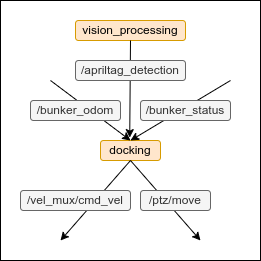 vision_processing
/apriltag_detection
/bunker_odom
/bunker_status
docking
/vel_mux/cmd_vel
/ptz/move